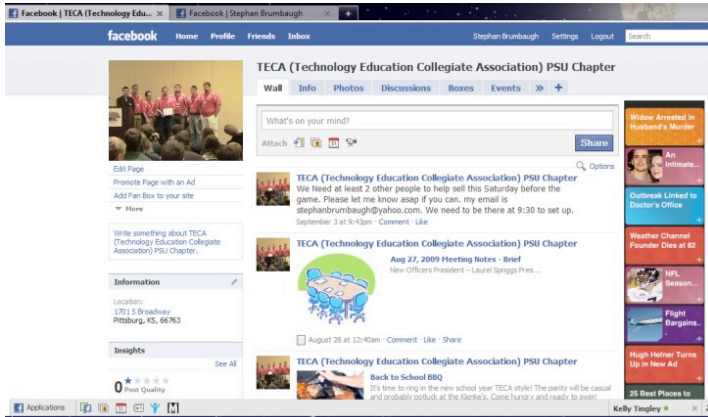 Facebook | TECA (Technology Edu...
Facebook | Stephan Brumbaugh
facebook Home Profile Friends Inbox Stephan Brumbaugh Settings Logout Search
TECA (Technology Education Collegiate Association) PSU Chapter
Wall Info Photos Discussions Boxes Events
What's on your mind?
Attach Share
Options
Edit Page
Promote Page with an Ad
Add Fan Box to your site
More
Write something about TECA
(Technology Education Collegiate
Association) PSU Chapter.
Information
Location:
1701 S Broadway
Pittsburg, KS, 66763
Insights
See All
0 Post Quality
TECA (Technology Education Collegiate Association) PSU Chapter
We Need at least 2 other people to help sell this Saturday before the
game. Please let me know asap if you can. my email is
stephanbrumbaugh@yahoo.com. We need to be there at 9:30 to set up.
September 3 at 9:43pm · Comment · Like
TECA (Technology Education Collegiate Association) PSU Chapter
Aug 27, 2009 Meeting Notes - Brief
New Officers President – Laurel Spriggs Pres....
August 28 at 12:40am · Comment · Like · Share
TECA (Technology Education Collegiate Association) PSU Chapter
Back to School BBQ
It's time to ring in the new school year TECA style! The party will be casual
and probably potluck at the Klenke's. Come hungry and ready to swim!
Widow Arrested in
Husband's Murder
An
Intimate...
Outbreak Linked to
Doctor's Office
Weather Channel
Founder Dies at 82
NFL
Season...
Flight
Bargains..
Hugh Hefner Turns
Up in New Ad
25 Best Places to
Applications
Kelly Tingley